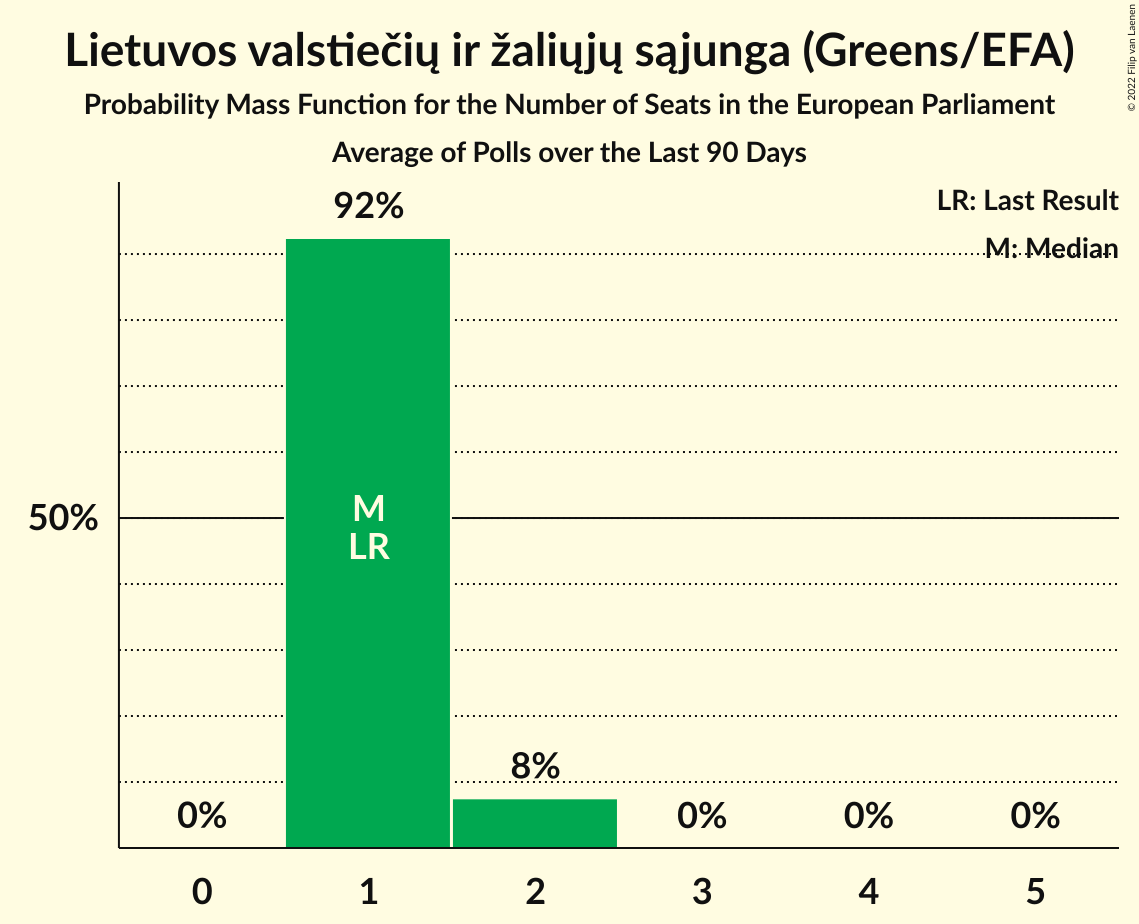 Lietuvos valstiečių ir žaliųjų sąjunga (Greens/EFA)
Probability Mass Function for the Number of Seats in the European Parliament
Average of Polls over the Last 90 Days
© 2022 Filip van Laenen
LR: Last Result
M: Median
92%
50%
M
LR
8%
0%
0%
0%
0%
0 1 2 3 4 5